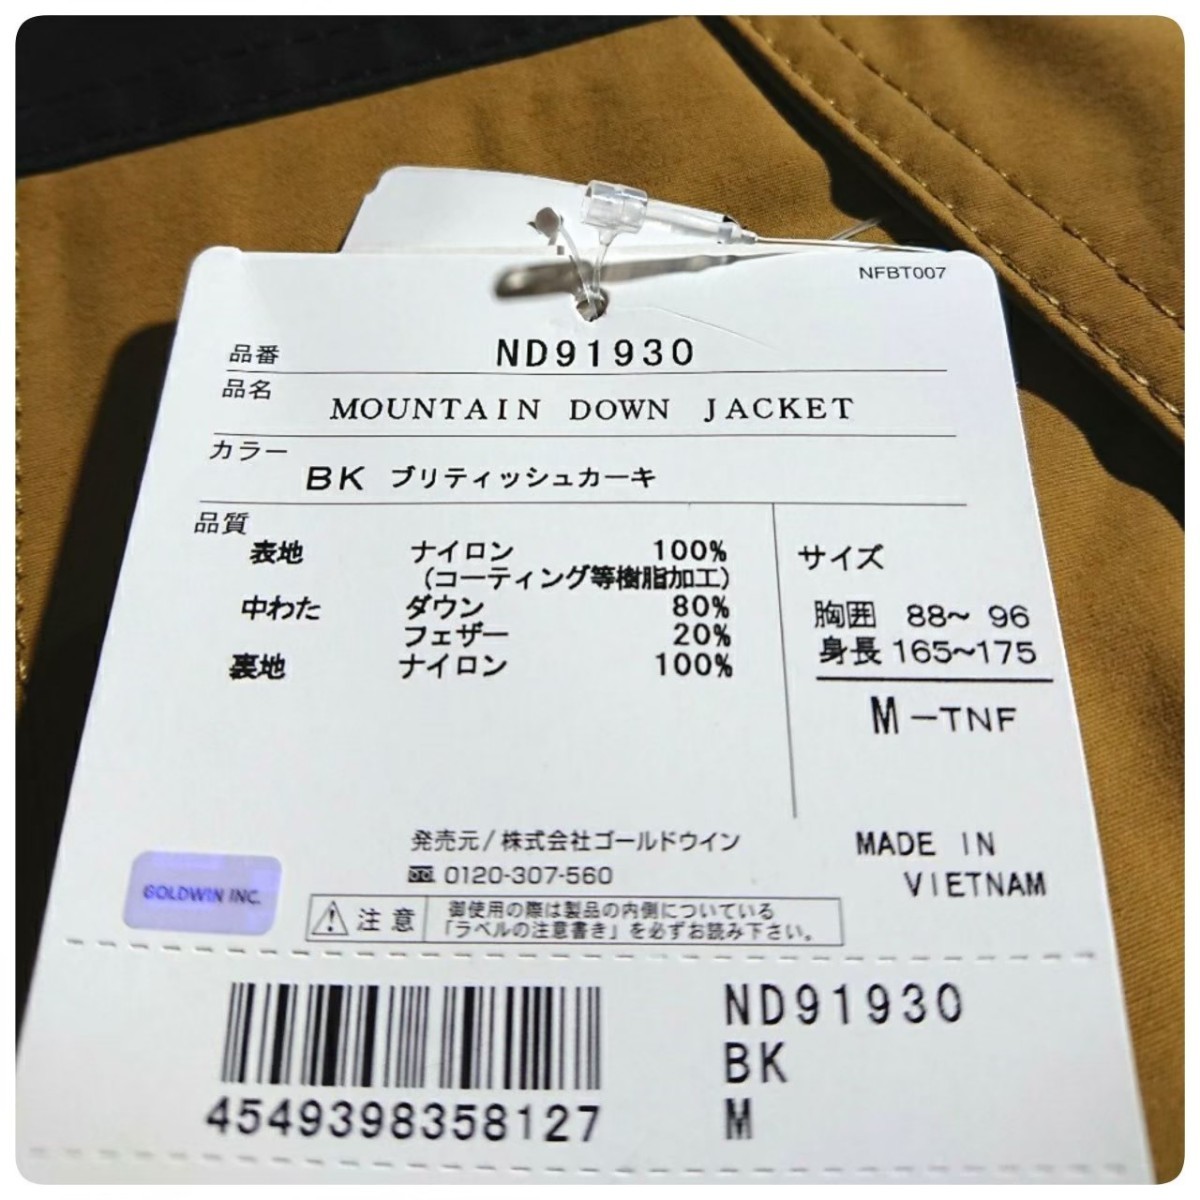 NFBT007
品番 ND91930
品名 MOUNTAIN DOWN JACKET
カラー BK ブリティッシュカーキ
品質
表地 ナイロン 100%
(コーティング等樹脂加工)
中わた ダウン 80%
フェザー 20%
裏地 ナイロン 100%
サイズ
胸囲 88~ 96
身長 165~175
M-TNF
発売元/株式会社ゴールドウイン
0120-307-560
MADE IN
VIETNAM
GOLDWIN INC.
注意
御使用の際は製品の内側についている
「ラベルの注意書き」を必ずお読み下さい。
4549398358127
ND91930
BK
M